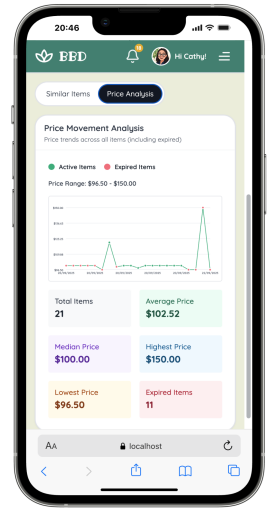 20:46
BBD
Hi Cathy!
Similar Items
Price Analysis
Price Movement Analysis
Price trends across all items (including expired)
Active Items
Expired Items
Price Range: $96.50 - $150.00
Total Items
21
Average Price
$102.52
Median Price
$100.00
Highest Price
$150.00
Lowest Price
$96.50
Expired Items
11
AA
localhost